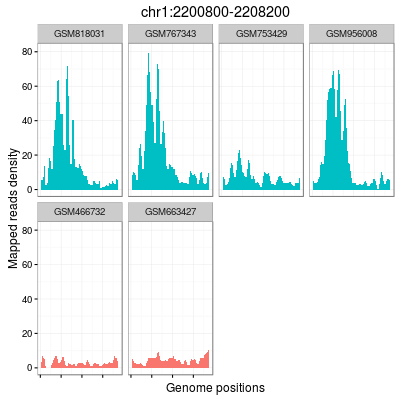 chr1:2200800-2208200
GSM818031 GSM767343 GSM753429 GSM956008
80
60
40
20
0
GSM466732 GSM663427
80
60
40
20
0
Mapped reads density
Genome positions